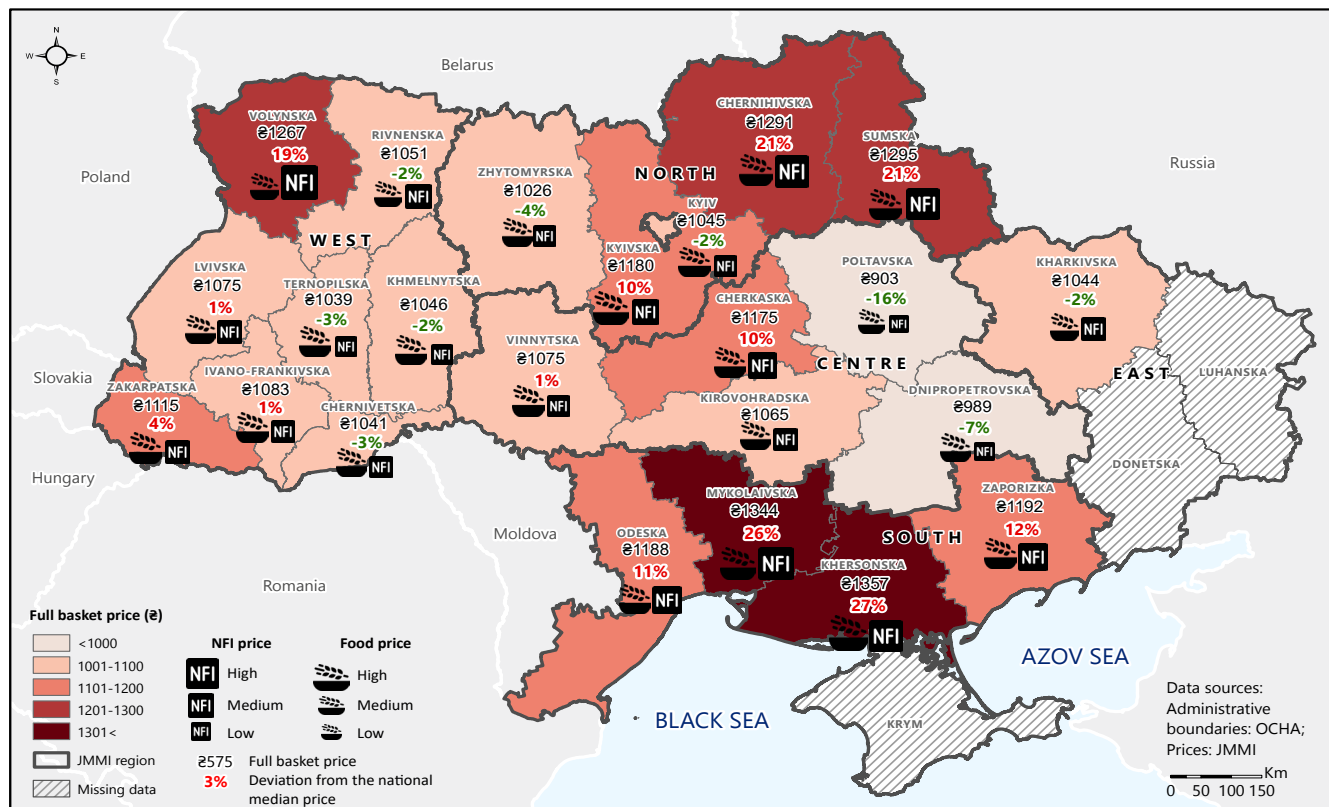 N
W E
S
Belarus
Poland
Russia
Slovakia
Hungary
Romania
Moldova
BLACK SEA
AZOV SEA
NORTH
WEST
CENTRE
EAST
SOUTH
VOLYNSKA
₴1267
19%
NFI
RIVNENSKA
₴1051
-2%
NFI
ZHYTOMYRSKA
₴1026
-4%
NFI
CHERNIHIVSKA
₴1291
21%
NFI
SUMSKA
₴1295
21%
NFI
KYIV
₴1045
-2%
NFI
KYIVSKA
₴1180
10%
NFI
LVIVSKA
₴1075
1%
NFI
TERNOPILSKA
₴1039
-3%
NFI
KHMELNYTSKA
₴1046
-2%
NFI
VINNYTSKA
₴1075
1%
NFI
CHERKASKA
₴1175
10%
NFI
POLTAVSKA
₴903
-16%
NFI
KHARKIVSKA
₴1044
-2%
NFI
LUHANSKA
ZAKARPATSKA
₴1115
4%
NFI
IVANO-FRANKIVSKA
₴1083
1%
NFI
CHERNIVETSKA
₴1041
-3%
NFI
KIROVOHRADSKA
₴1065
NFI
DNIPROPETROVSKA
₴989
-7%
NFI
DONETSKA
ODESKA
₴1188
11%
NFI
MYKOLAIVSKA
₴1344
26%
NFI
KHERSONSKA
₴1357
27%
NFI
ZAPORIZKA
₴1192
12%
NFI
KRYM
Full basket price (₴)
<1000
1001-1100
1101-1200
1201-1300
1301<
JMMI region
Missing data
NFI price
NFI High
NFI Medium
NFI Low
Food price
High
Medium
Low
₴575 Full basket price
3% Deviation from the national
median price
Data sources:
Administrative
boundaries: OCHA;
Prices: JMMI
Km
0 50 100 150